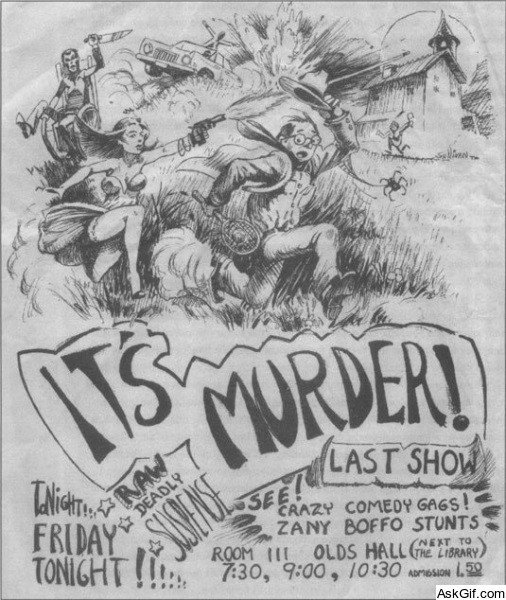 SULLIVAN
IT'S MURDER!
LAST SHOW
TONIGHT!!.
FRIDAY
TONIGHT!!!!...
RAW
DEADLY
SUSPENSE
SEE!
CRAZY COMEDY GAGS!
ZANY BOFFO STUNTS
ROOM 111 OLDS HALL (NEXT TO THE LIBRARY)
7:30, 9:00, 10:30 ADMISSION 1.50
AskGif.com